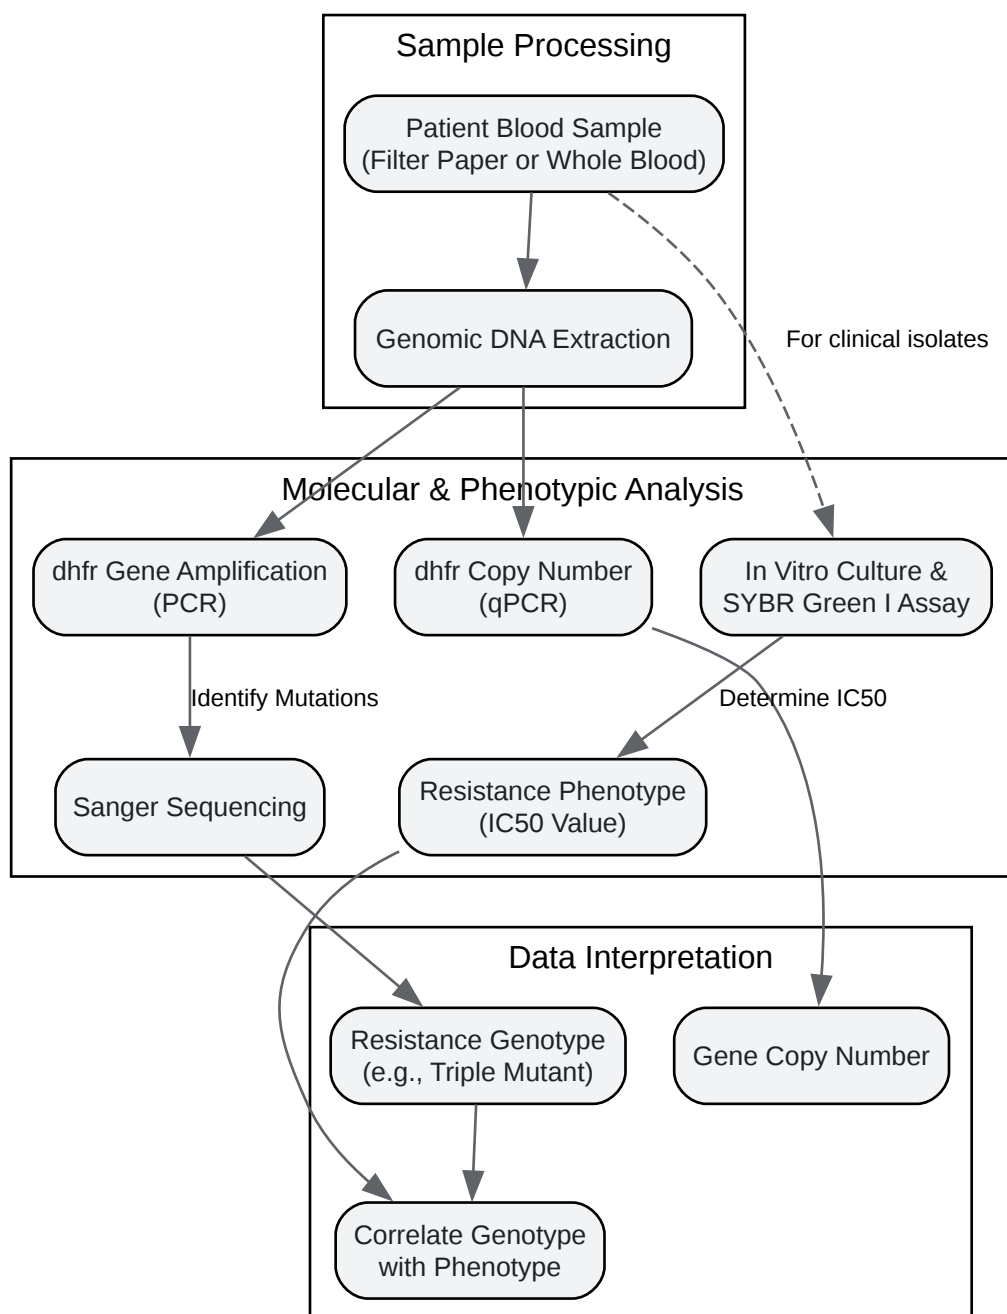 Sample Processing
Patient Blood Sample
(Filter Paper or Whole Blood)
Genomic DNA Extraction
For clinical isolates
Molecular & Phenotypic Analysis
dhfr Gene Amplification
(PCR)
dhfr Copy Number
(qPCR)
In Vitro Culture &
SYBR Green I Assay
Identify Mutations
Determine IC50
Sanger Sequencing
Resistance Phenotype
(IC50 Value)
Data Interpretation
Resistance Genotype
(e.g., Triple Mutant)
Gene Copy Number
Correlate Genotype
with Phenotype